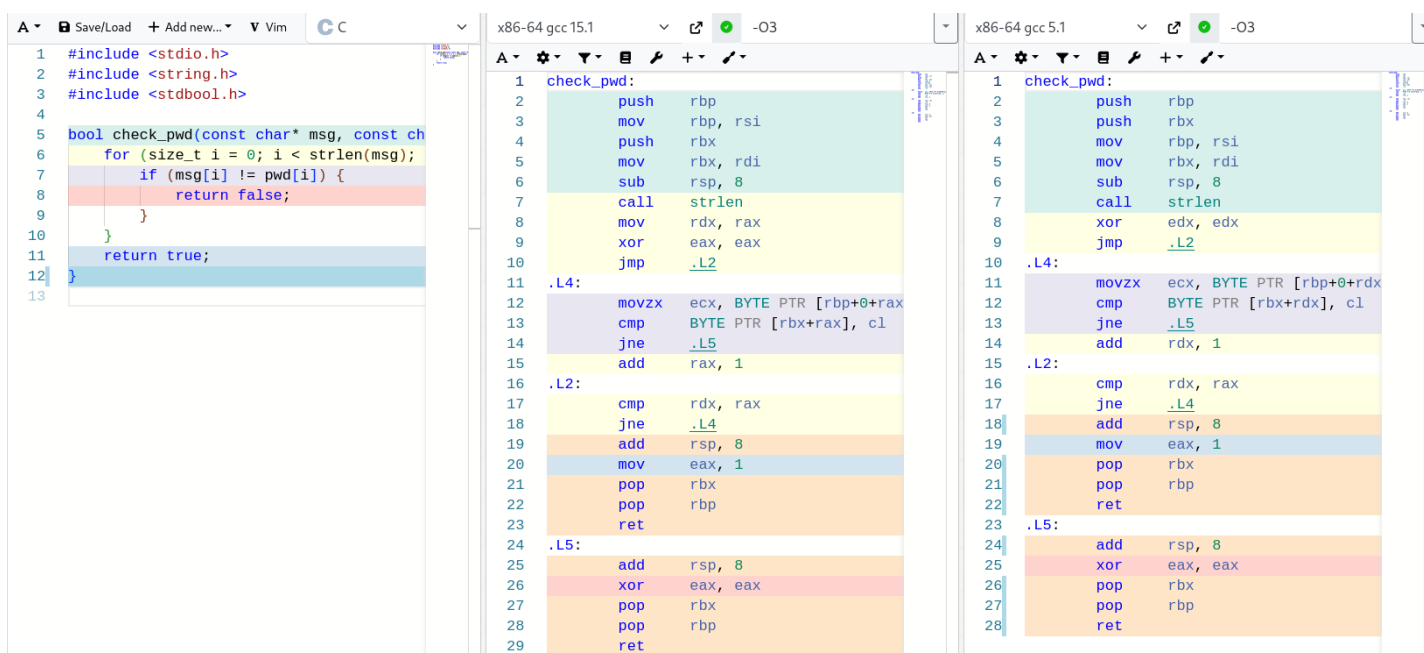 A Save/Load + Add new... Vim C C
1 #include <stdio.h>
2 #include <string.h>
3 #include <stdbool.h>
4
5 bool check_pwd(const char* msg, const ch
6 for (size_t i = 0; i < strlen(msg);
7 if (msg[i] != pwd[i]) {
8 return false;
9 }
10 }
11 return true;
12 }
13
x86-64 gcc 15.1 -O3
A
1 check_pwd:
2 push rbp
3 mov rbp, rsi
4 push rbx
5 mov rbx, rdi
6 sub rsp, 8
7 call strlen
8 mov rdx, rax
9 xor eax, eax
10 jmp .L2
11 .L4:
12 movzx ecx, BYTE PTR [rbp+0+rax
13 cmp BYTE PTR [rbx+rax], cl
14 jne .L5
15 add rax, 1
16 .L2:
17 cmp rdx, rax
18 jne .L4
19 add rsp, 8
20 mov eax, 1
21 pop rbx
22 pop rbp
23 ret
24 .L5:
25 add rsp, 8
26 xor eax, eax
27 pop rbx
28 pop rbp
29 ret
x86-64 gcc 5.1 -O3
A
1 check_pwd:
2 push rbp
3 push rbx
4 mov rbp, rsi
5 mov rbx, rdi
6 sub rsp, 8
7 call strlen
8 xor edx, edx
9 jmp .L2
10 .L4:
11 movzx ecx, BYTE PTR [rbp+0+rdx
12 cmp BYTE PTR [rbx+rdx], cl
13 jne .L5
14 add rdx, 1
15 .L2:
16 cmp rdx, rax
17 jne .L4
18 add rsp, 8
19 mov eax, 1
20 pop rbx
21 pop rbp
22 ret
23 .L5:
24 add rsp, 8
25 xor eax, eax
26 pop rbx
27 pop rbp
28 ret